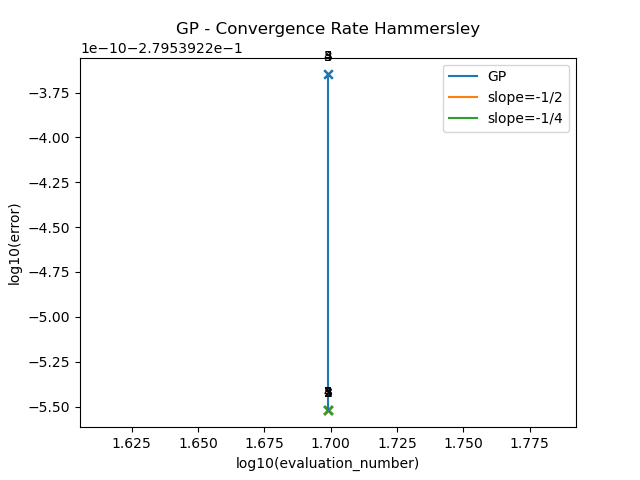 GP - Convergence Rate Hammersley
1e−10−2.7953922e−1
GP
slope=-1/2
slope=-1/4
−3.75
−4.00
−4.25
−4.50
−4.75
−5.00
−5.25
−5.50
log10(error)
1.625
1.650
1.675
1.700
1.725
1.750
1.775
log10(evaluation_number)